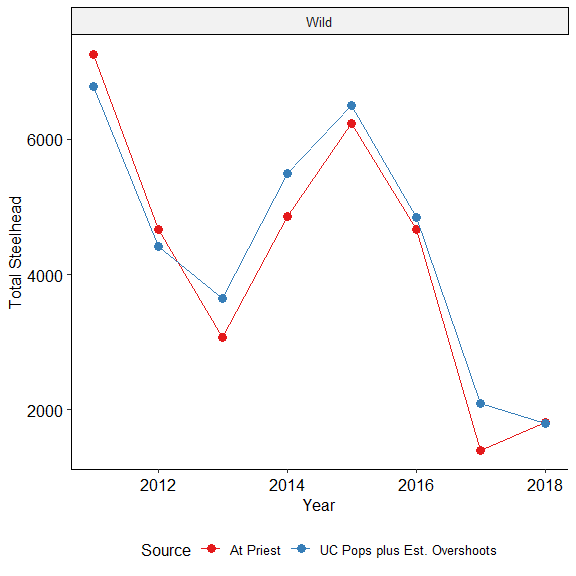 Wild
6000
4000
2000
Total Steelhead
2012 2014 2016 2018
Year
Source At Priest UC Pops plus Est. Overshoots